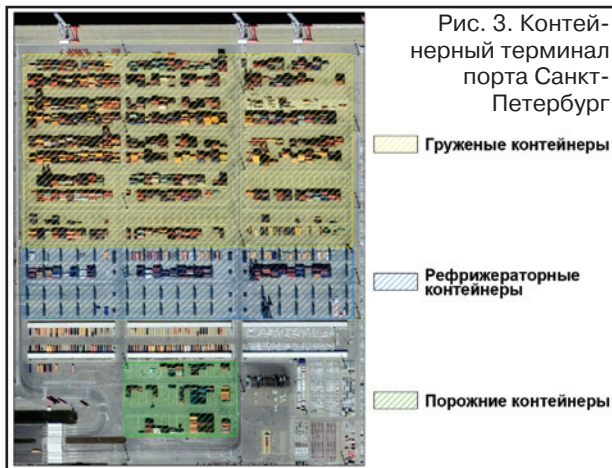 Рис. 3. Контей-
нерный терминал
порта Санкт-
Петербург
Груженые контейнеры
Рефрижераторные
контейнеры
Порожние контейнеры